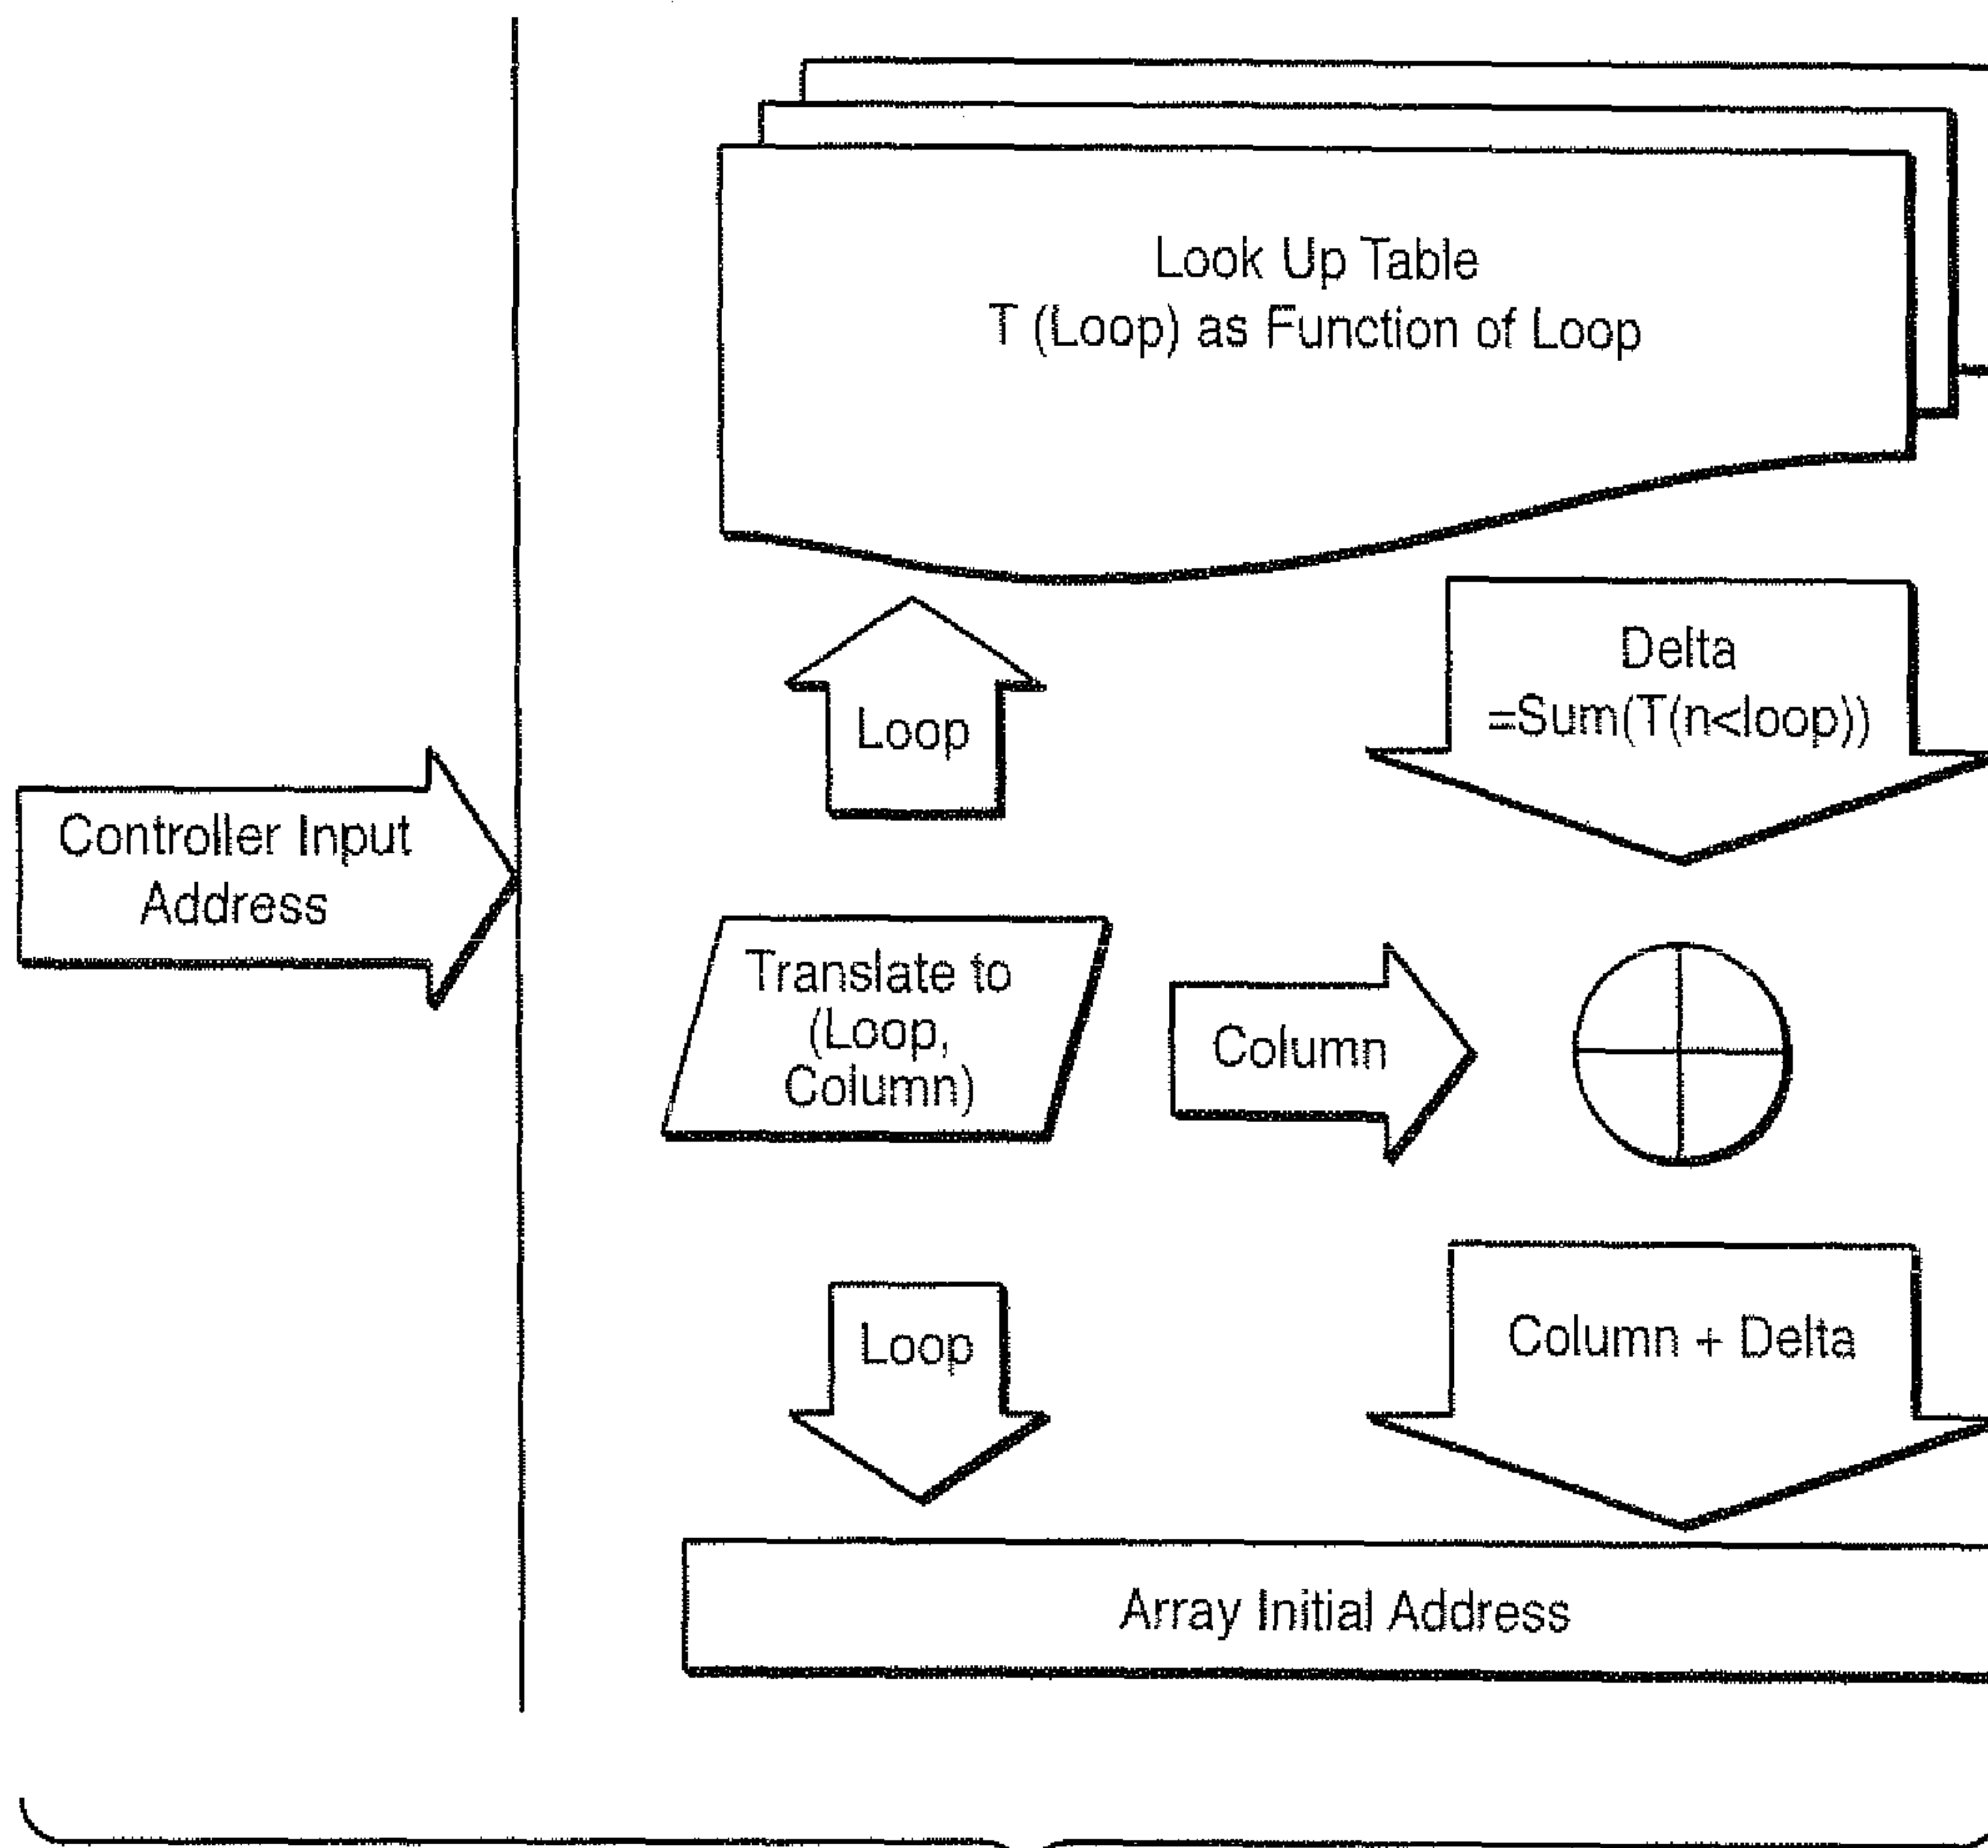 Look Up Table
T (Loop) as Function of Loop
Loop
Delta
=Sum(T(n<loop))
Controller Input
Address
Translate to
(Loop,
Column)
Column
Loop
Column + Delta
Array Initial Address